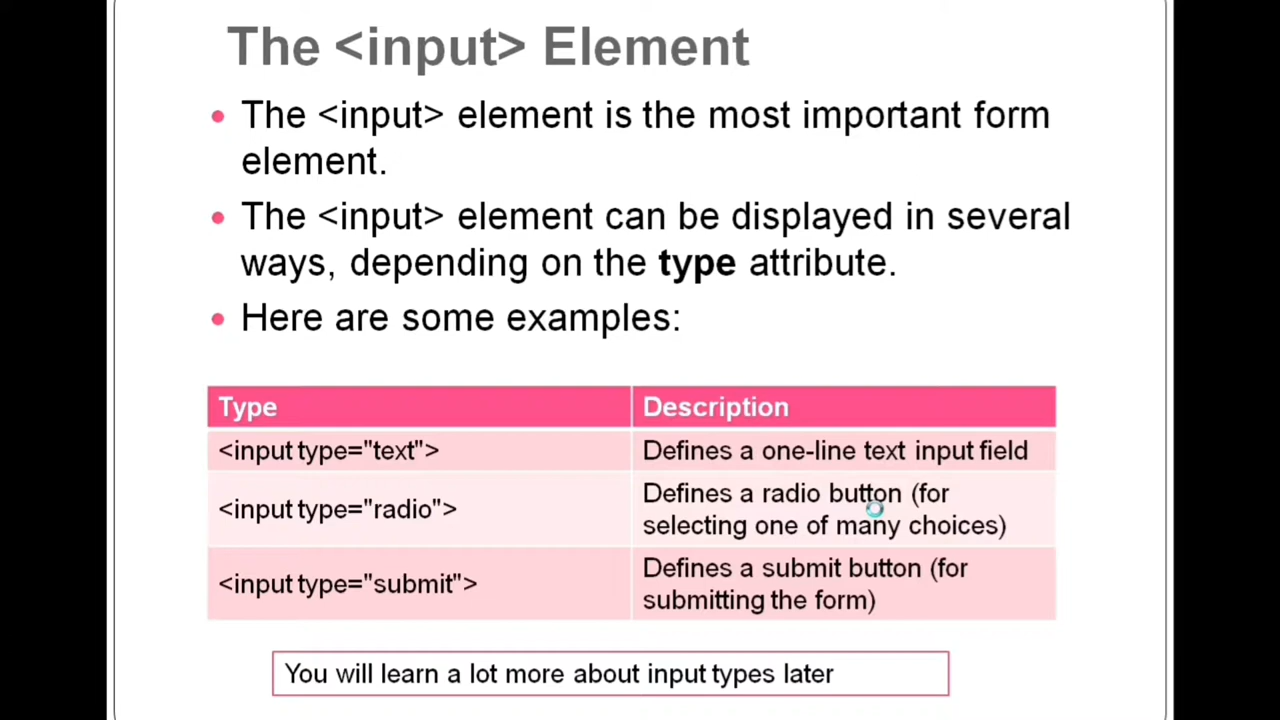 The <input> Element
The <input> element is the most important form
element.
The <input> element can be displayed in several
ways, depending on the type attribute.
Here are some examples:
Type Description
<input type="text"> Defines a one-line text input field
<input type="radio"> Defines a radio button (for
selecting one of many choices)
<input type="submit"> Defines a submit button (for
submitting the form)
You will learn a lot more about input types later